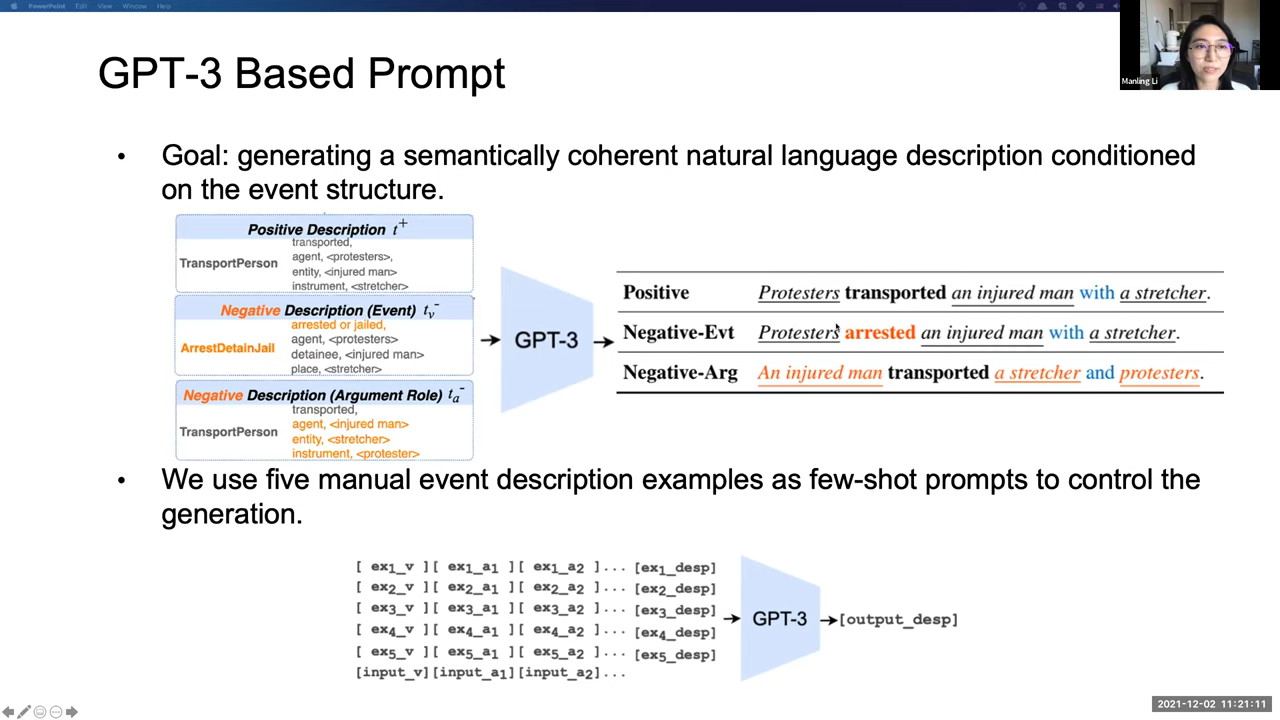 PowerPoint Edit View Window Help
Manling Li
GPT-3 Based Prompt
• Goal: generating a semantically coherent natural language description conditioned
on the event structure.
Positive Description t+
TransportPerson
transported,
agent, <protesters>,
entity, <injured man>
instrument, <stretcher>
Negative Description (Event) tv-
ArrestDetainJail
arrested or jailed,
agent, <protesters>
detainee, <injured man>
place, <stretcher>
Negative Description (Argument Role) ta-
TransportPerson
transported,
agent, <injured man>
entity, <stretcher>
instrument, <protester>
GPT-3
Positive Protesters transported an injured man with a stretcher.
Negative-Evt Protesters arrested an injured man with a stretcher.
Negative-Arg An injured man transported a stretcher and protesters.
• We use five manual event description examples as few-shot prompts to control the
generation.
[ ex1_v ][ ex1_a1 ][ ex1_a2 ]... [ex1_desp]
[ ex2_v ][ ex2_a1 ][ ex2_a2 ]... [ex2_desp]
[ ex3_v ][ ex3_a1 ][ ex3_a2 ]... [ex3_desp]
[ ex4_v ][ ex4_a1 ][ ex4_a2 ]... [ex4_desp]
[ ex5_v ][ ex5_a1 ][ ex5_a2 ]... [ex5_desp]
[input_v][input_a1][input_a2]...
GPT-3
[output_desp]
2021-12-02 11:21:11